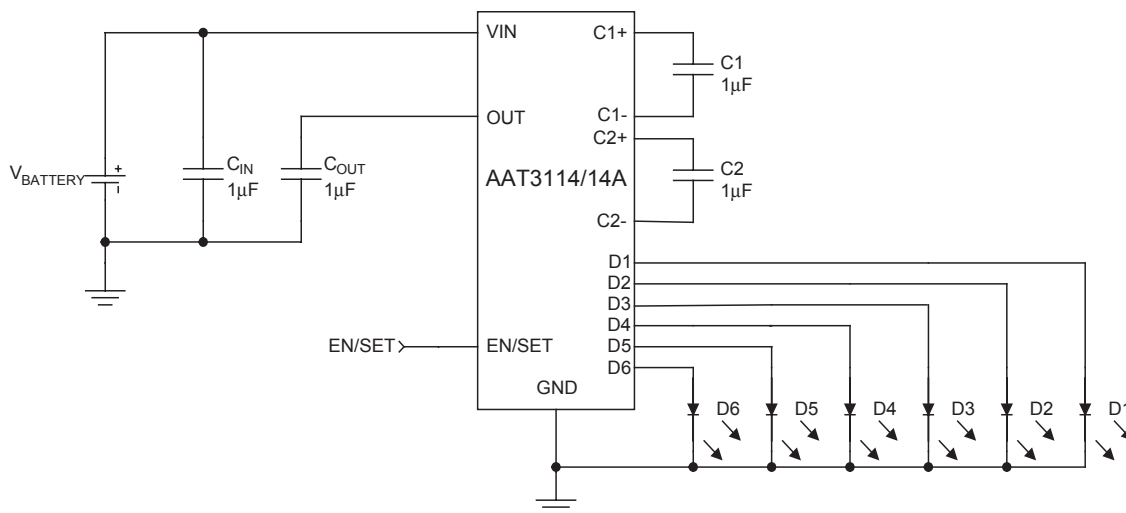 VIN
C1+
C1
1µF
OUT
C1-
C2+
VBATTERY
+
CIN
1µF
COUT
1µF
AAT3114/14A
C2
1µF
C2-
D1
D2
D3
D4
D5
D6
EN/SET
EN/SET
GND
D6
D5
D4
D3
D2
D1